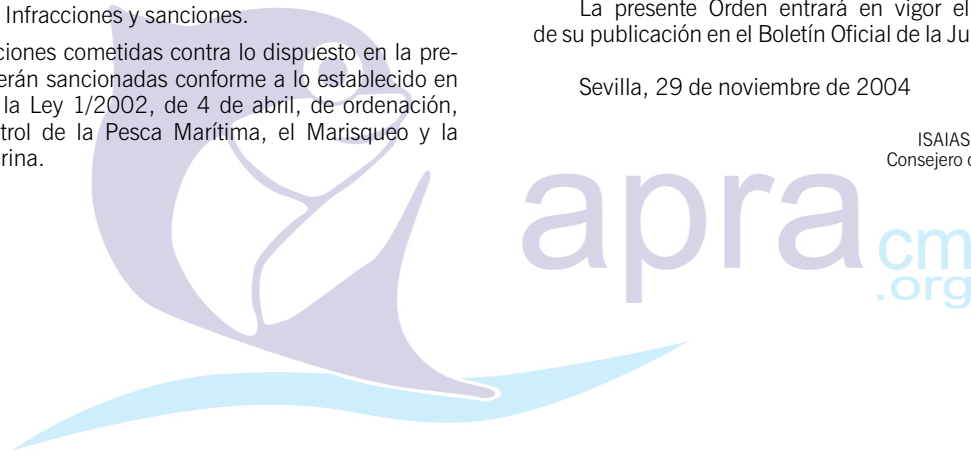 Infracciones y sanciones.
ciones cometidas contra lo dispuesto en la pre-
erán sancionadas conforme a lo establecido en
la Ley 1/2002, de 4 de abril, de ordenación,
trol de la Pesca Marítima, el Marisqueo y la
rina.
La presente Orden entrará en vigor el
de su publicación en el Boletín Oficial de la Ju
Sevilla, 29 de noviembre de 2004
ISAIAS
Consejero d
apra
cm
.org